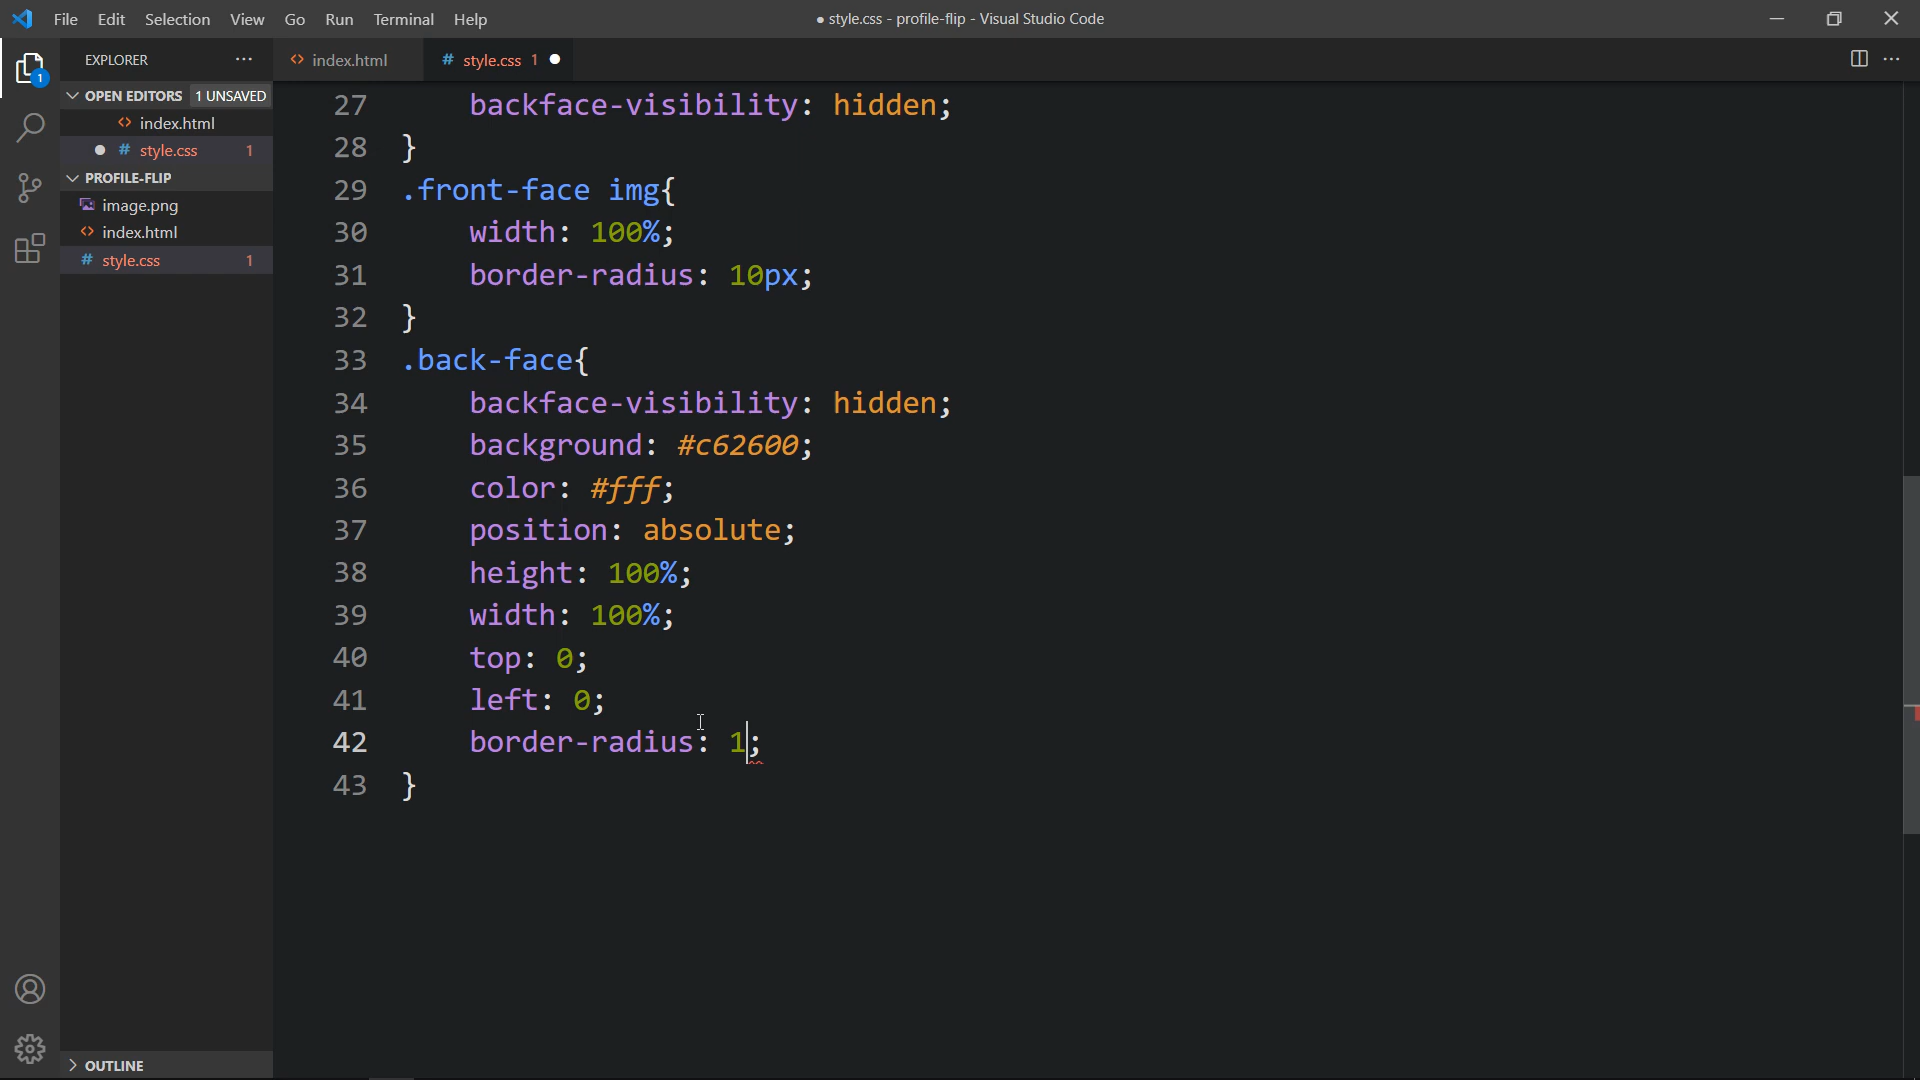 File Edit Selection View Go Run Terminal Help
● style.css - profile-flip - Visual Studio Code
EXPLORER ···
<> index.html
# style.css 1 ●
OPEN EDITORS 1 UNSAVED
<> index.html
● # style.css 1
PROFILE-FLIP
image.png
<> index.html
# style.css 1
OUTLINE
1
27 backface-visibility: hidden;
28 }
29 .front-face img{
30 width: 100%;
31 border-radius: 10px;
32 }
33 .back-face{
34 backface-visibility: hidden;
35 background: #c62600;
36 color: #fff;
37 position: absolute;
38 height: 100%;
39 width: 100%;
40 top: 0;
41 left: 0;
42 border-radius: 1;
43 }